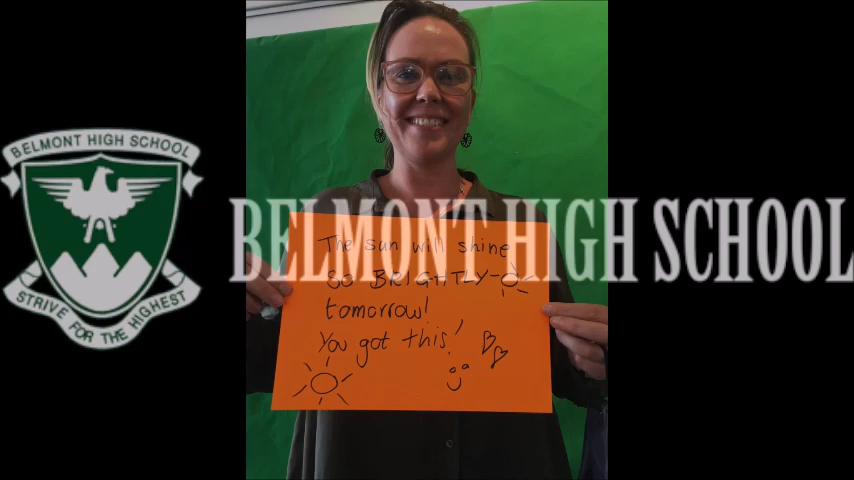 BELMONT HIGH SCHOOL
STRIVE FOR THE HIGHEST
BELMONT HIGH SCHOOL
The sun will shine
so BRIGHTLY
tomorrow!
You got this!